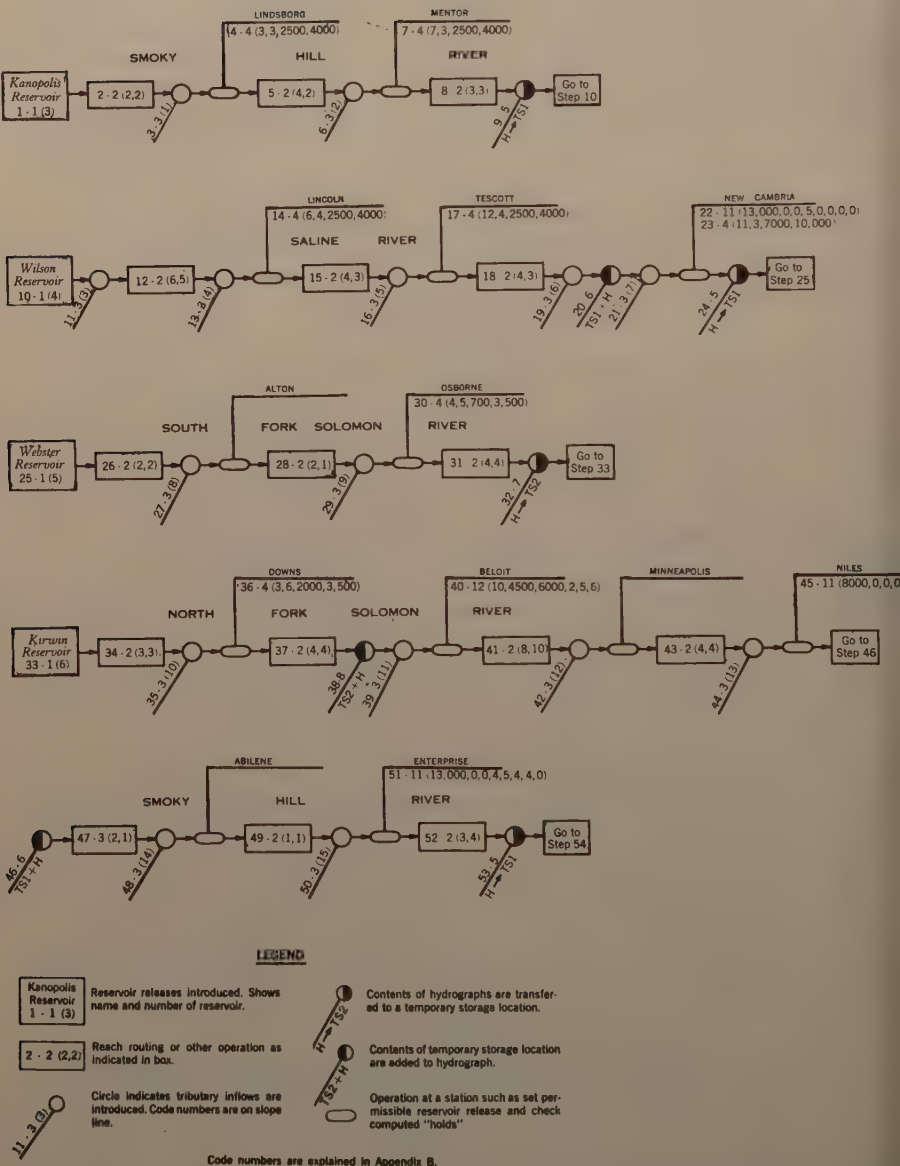 LINDSBORG
4 - 4 (3,3,2500,4000)
MENTOR
7 - 4 (7,3,2500,4000)
SMOKY HILL RIVER
Kanopolis
Reservoir
1 - 1 (3)
2 - 2 (2,2)
3 - 3 (1)
5 - 2 (4,2)
6 - 3 (2)
8 2 (3,3)
9 5
H → TS1
Go to
Step 10
LINCOLN
14 - 4 (6,4,2500,4000)
TESCOTT
17 - 4 (12,4,2500,4000)
NEW CAMBRIA
22 - 11 (13,000,0,0,5,0,0,0,0)
23 - 4 (11,3,7000,10,000)
SALINE RIVER
Wilson
Reservoir
10 - 1 (4)
11 - 3 (3)
12 - 2 (6,5)
13 - 3 (4)
15 - 2 (4,3)
16 - 3 (5)
18 2 (4,3)
19 - 3 (6)
20 - 6
TS1 + H
21 - 3 (7)
24 - 5
H → TS1
Go to
Step 25
ALTON
OSBORNE
30 - 4 (4,5,700,3,500)
SOUTH FORK SOLOMON RIVER
Webster
Reservoir
25 - 1 (5)
26 - 2 (2,2)
27 - 3 (8)
28 - 2 (2,1)
29 - 3 (9)
31 2 (4,4)
32 - 7
H → TS2
Go to
Step 33
DOWNS
36 - 4 (3,6,2000,3,500)
BELOIT
40 - 12 (10,4500,6000,2,5,6)
MINNEAPOLIS
NILES
45 - 11 (8000,0,0,0
NORTH FORK SOLOMON RIVER
Kirwin
Reservoir
33 - 1 (6)
34 - 2 (3,3)
35 - 3 (10)
37 - 2 (4,4)
38 - 8
TS2 + H
39 3 (11)
41 - 2 (8,10)
42 - 3 (12)
43 - 2 (4,4)
44 - 3 (13)
Go to
Step 46
ABILENE
ENTERPRISE
51 - 11 (13,000,0,0,4,5,4,4,0)
SMOKY HILL RIVER
46 - 6
TS1 + H
47 - 3 (2,1)
48 - 3 (14)
49 - 2 (1,1)
50 - 3 (15)
52 2 (3,4)
53 - 5
H → TS1
Go to
Step 54
LEGEND
Kanopolis
Reservoir
1 - 1 (3)
Reservoir releases introduced. Shows
name and number of reservoir.
2 - 2 (2,2)
Reach routing or other operation as
indicated in box.
11 - 3 (3)
Circle indicates tributary inflows are
introduced. Code numbers are on slope
line.
H → TS2
Contents of hydrographs are transfer-
ed to a temporary storage location.
TS2 + H
Contents of temporary storage location
are added to hydrograph.
Operation at a station such as set per-
missible reservoir release and check
computed "holds"
Code numbers are explained in Appendix B.